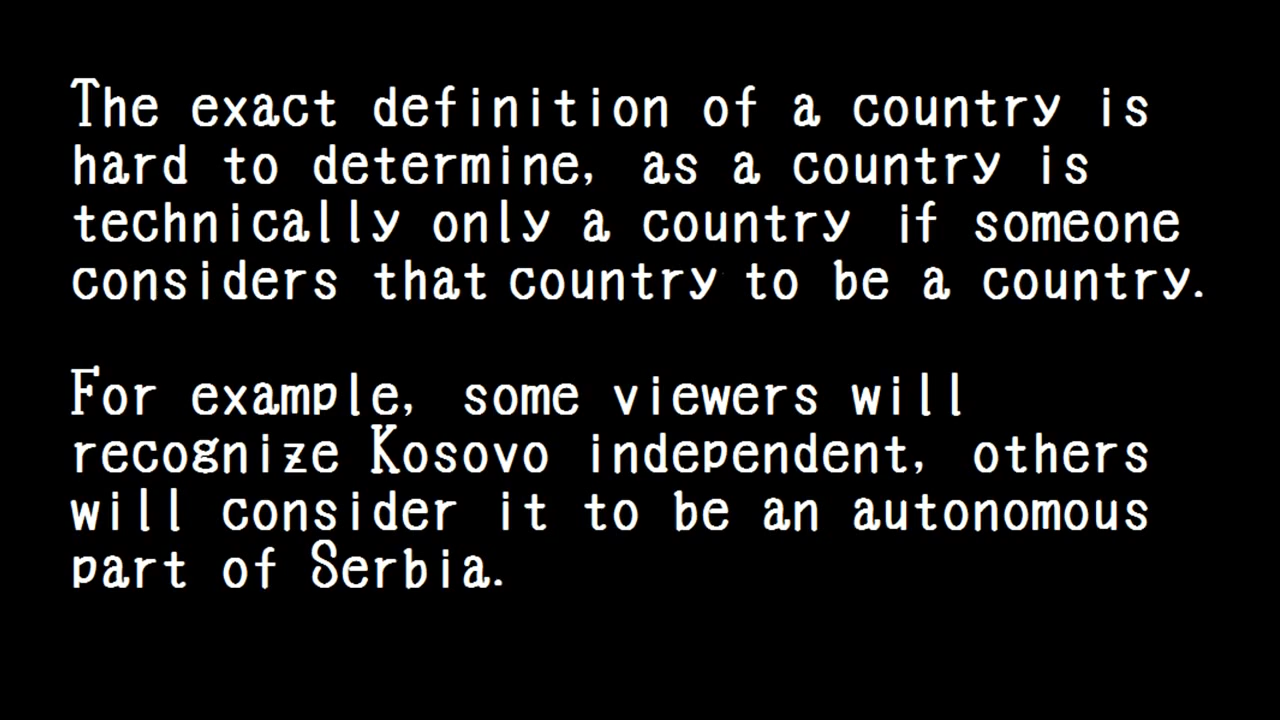 The exact definition of a country is
hard to determine, as a country is
technically only a country if someone
considers that country to be a country.
For example, some viewers will
recognize Kosovo independent, others
will consider it to be an autonomous
part of Serbia.